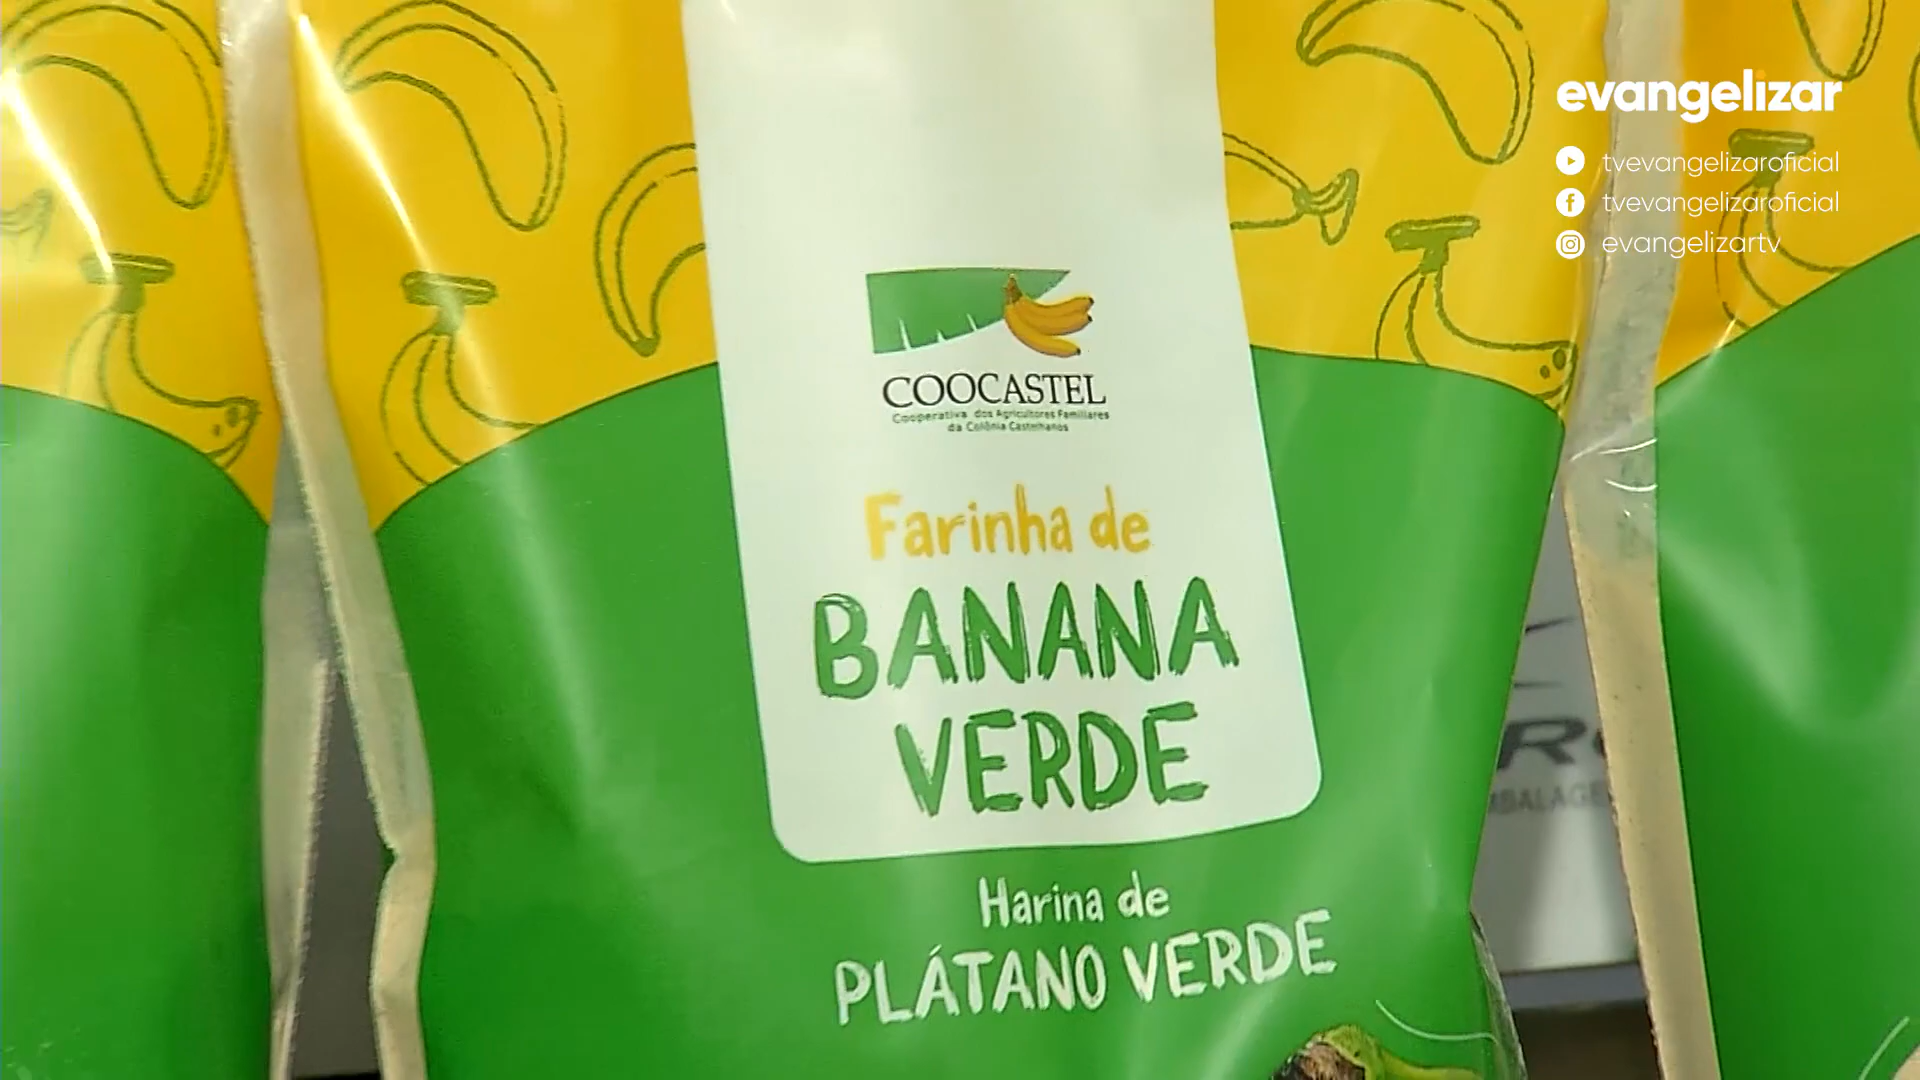 evangelizar
tvevangelizaroficial
tvevangelizaroficial
evangelizartv
COOCASTEL
Cooperativa dos Agricultores Familiares
da Colônia Castelhanos
Farinha de
BANANA
VERDE
Harina de
PLÁTANO VERDE